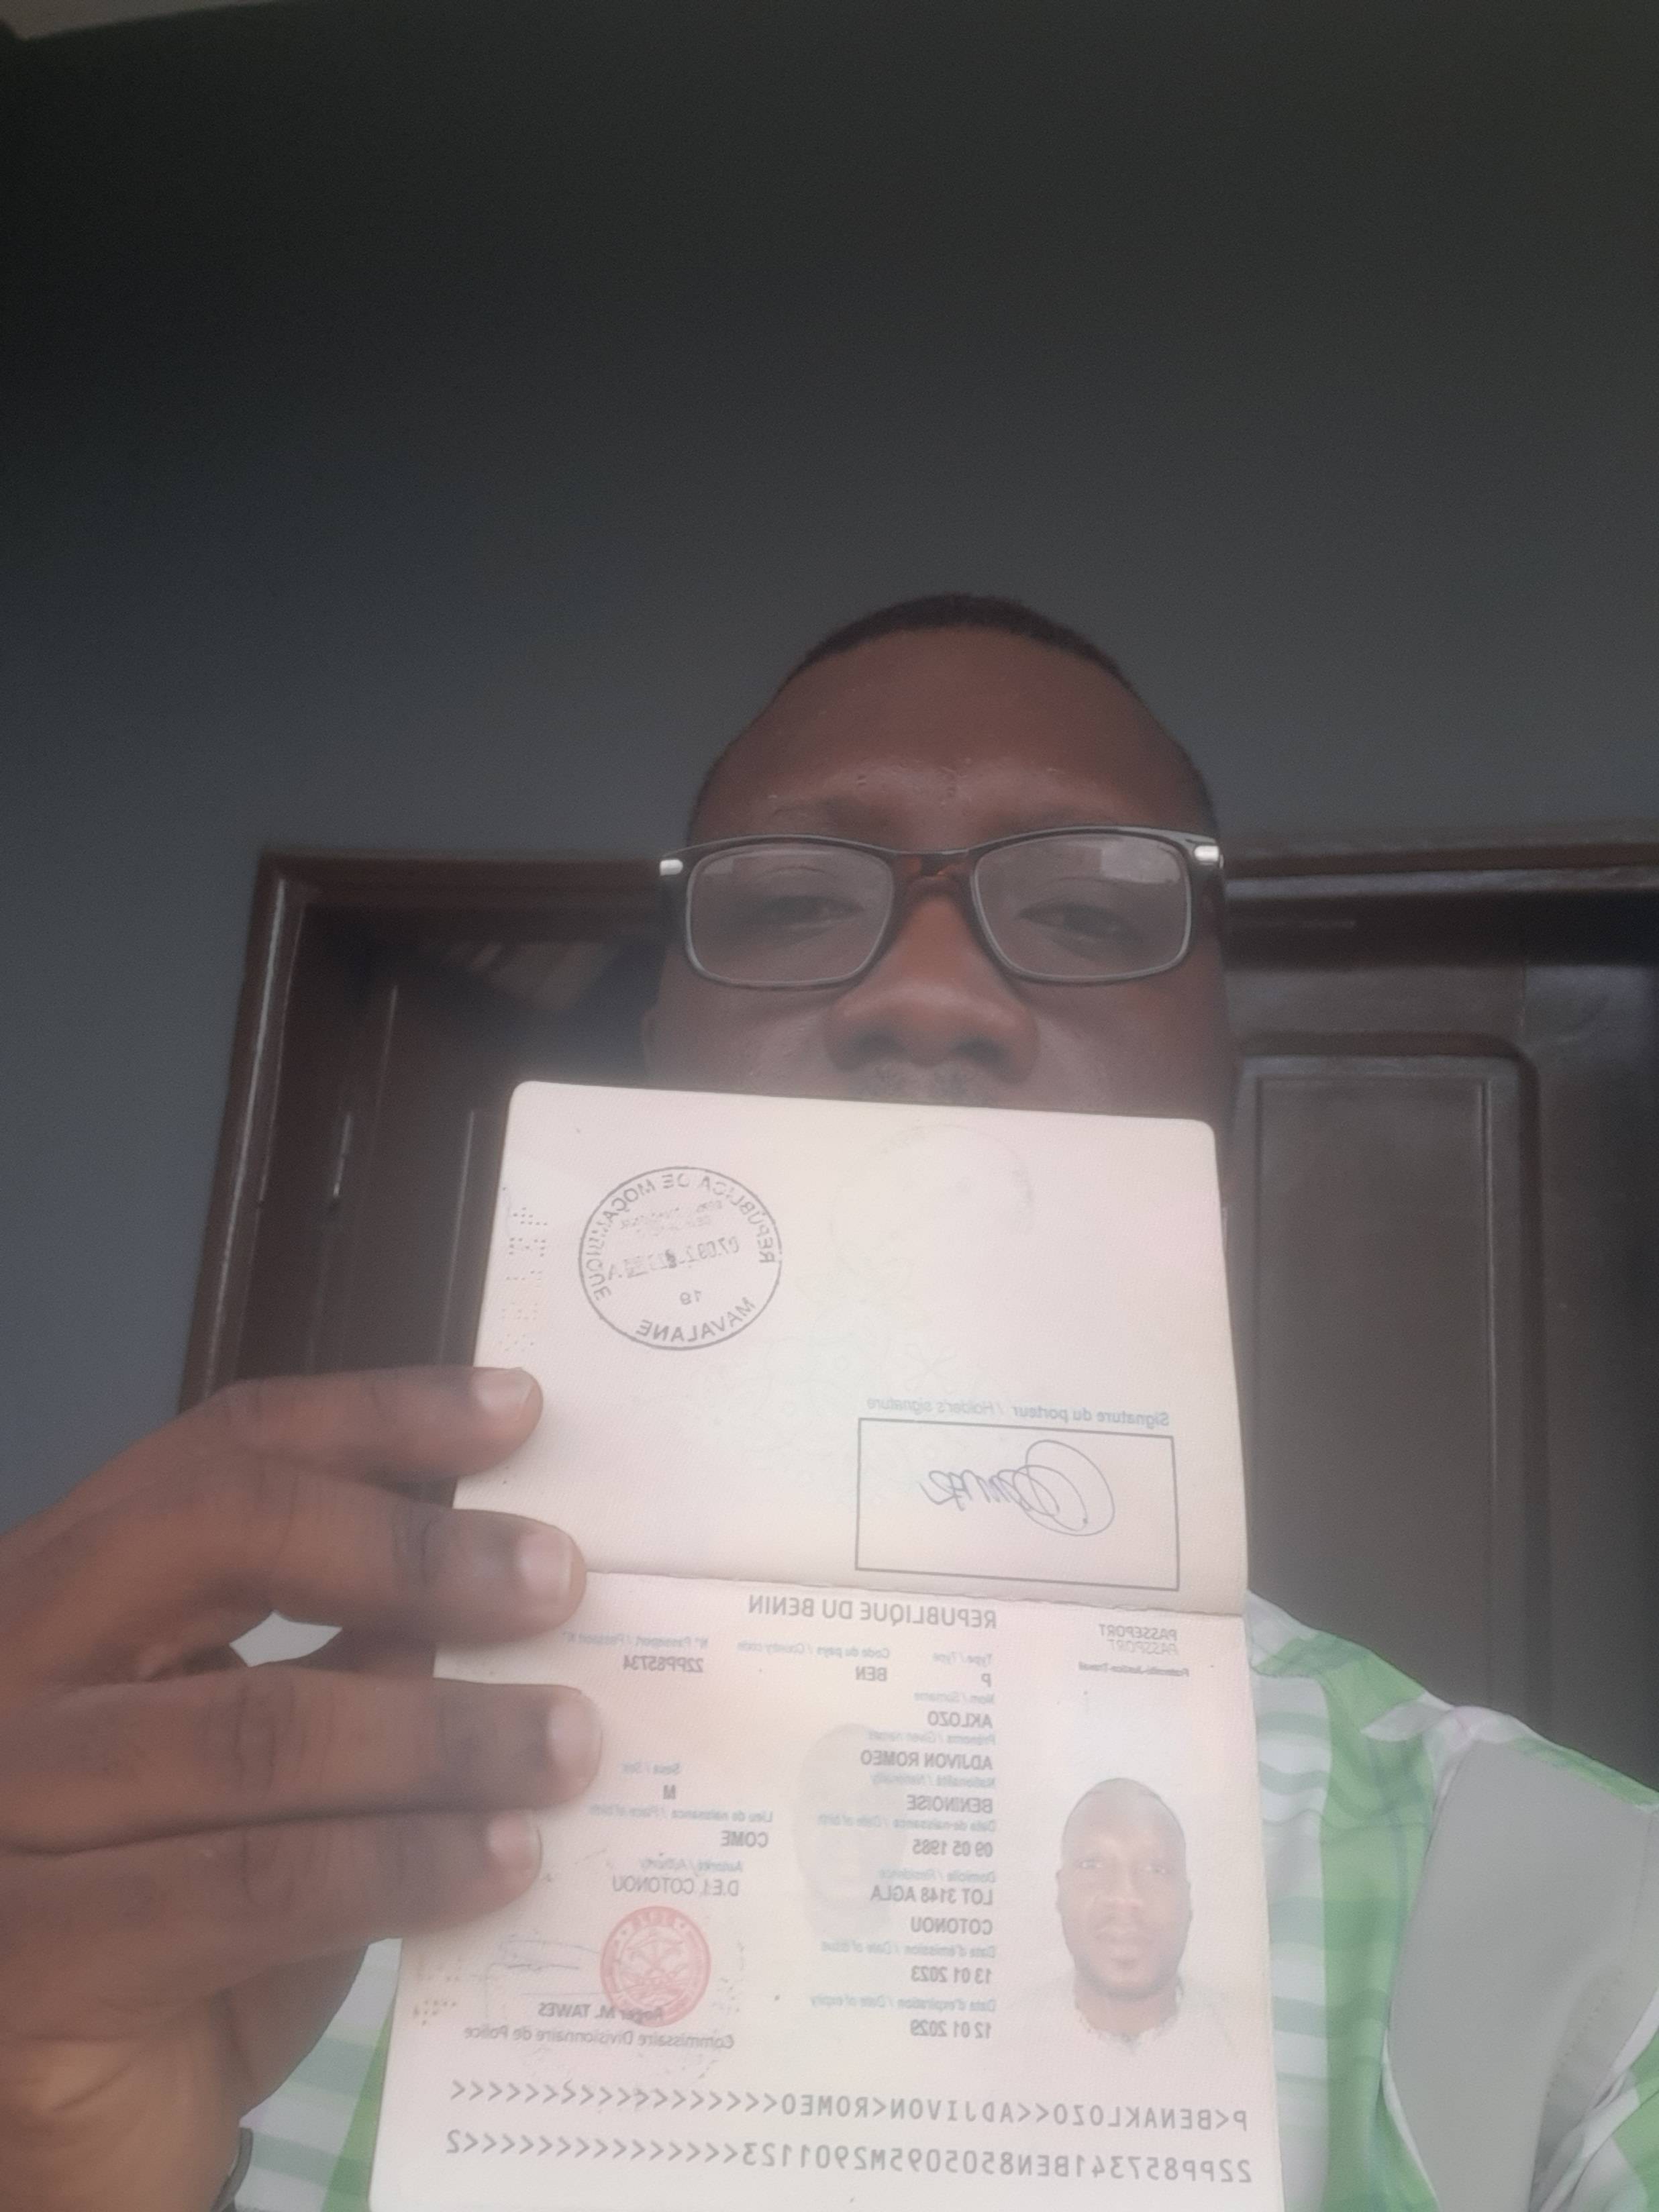 REPÚBLICA DE MOÇAMBIQUE
19
MAVALANE
Signature du porteur / Holder's signature
REPUBLIQUE DU BENIN
PASSEPORT
PASSPORT
Fraternité-Justice-Travail
Type / Type Code du pays / Country code N° Passeport / Passport N°
P BEN 22PP85734
Nom / Surname
AKLOZO
Prénoms / Given names
ADJIVON ROMEO
Nationalité / Nationality Sexe / Sex
BENINOISE M
Date de naissance / Date of birth Lieu de naissance / Place of birth
09 05 1985 COME
Domicile / Residence Autorité / Authority
LOT 3148 AGLA D.E.I. COTONOU
COTONOU
Date d'émission / Date of issue
13 01 2023
Date d'expiration / Date of expiry
12 01 2029
Roger M. TAWES
Commissaire Divisionnaire de Police
P<BENAKLOZO<<ADJIVON<ROMEO<<<<<<<<<<<<<<<<<<
22PP857341BEN8505095M2901123<<<<<<<<<<<<<<<2